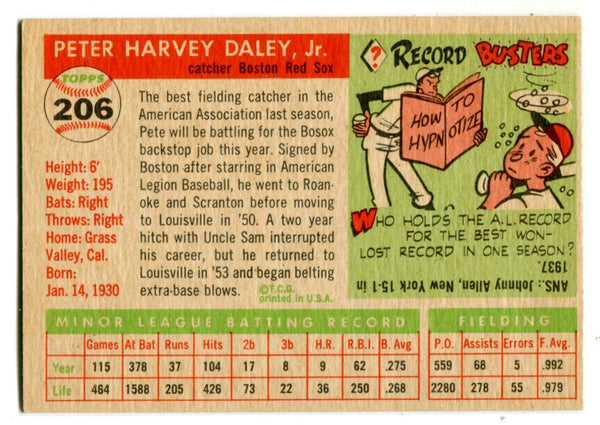 PETER HARVEY DALEY, Jr.
catcher Boston Red Sox
TOPPS
206
Height: 6'
Weight: 195
Bats: Right
Throws: Right
Home: Grass
Valley, Cal.
Born:
Jan. 14, 1930
The best fielding catcher in the
American Association last season,
Pete will be battling for the Bosox
backstop job this year. Signed by
Boston after starring in American
Legion Baseball, he went to Roan-
oke and Scranton before moving
to Louisville in '50. A two year
hitch with Uncle Sam interrupted
his career, but he returned to
Louisville in '53 and began belting
extra-base blows.
©T.C.G.
printed in U.S.A.
? RECORD BUSTERS
HOW TO
HYPNOTIZE
WHO HOLDS THE A.L. RECORD
FOR THE BEST WON-
LOST RECORD IN ONE SEASON?
ANS.: Johnny Allen, New York 15-1 in
1937.
MINOR LEAGUE BATTING RECORD FIELDING
Games At Bat Runs Hits 2b 3b H.R. R.B.I. B. Avg P.O. Assists Errors F. Avg.
Year 115 378 37 104 17 8 9 62 .275 559 68 5 .992
Life 464 1588 205 426 73 22 36 250 .268 2280 278 55 .979